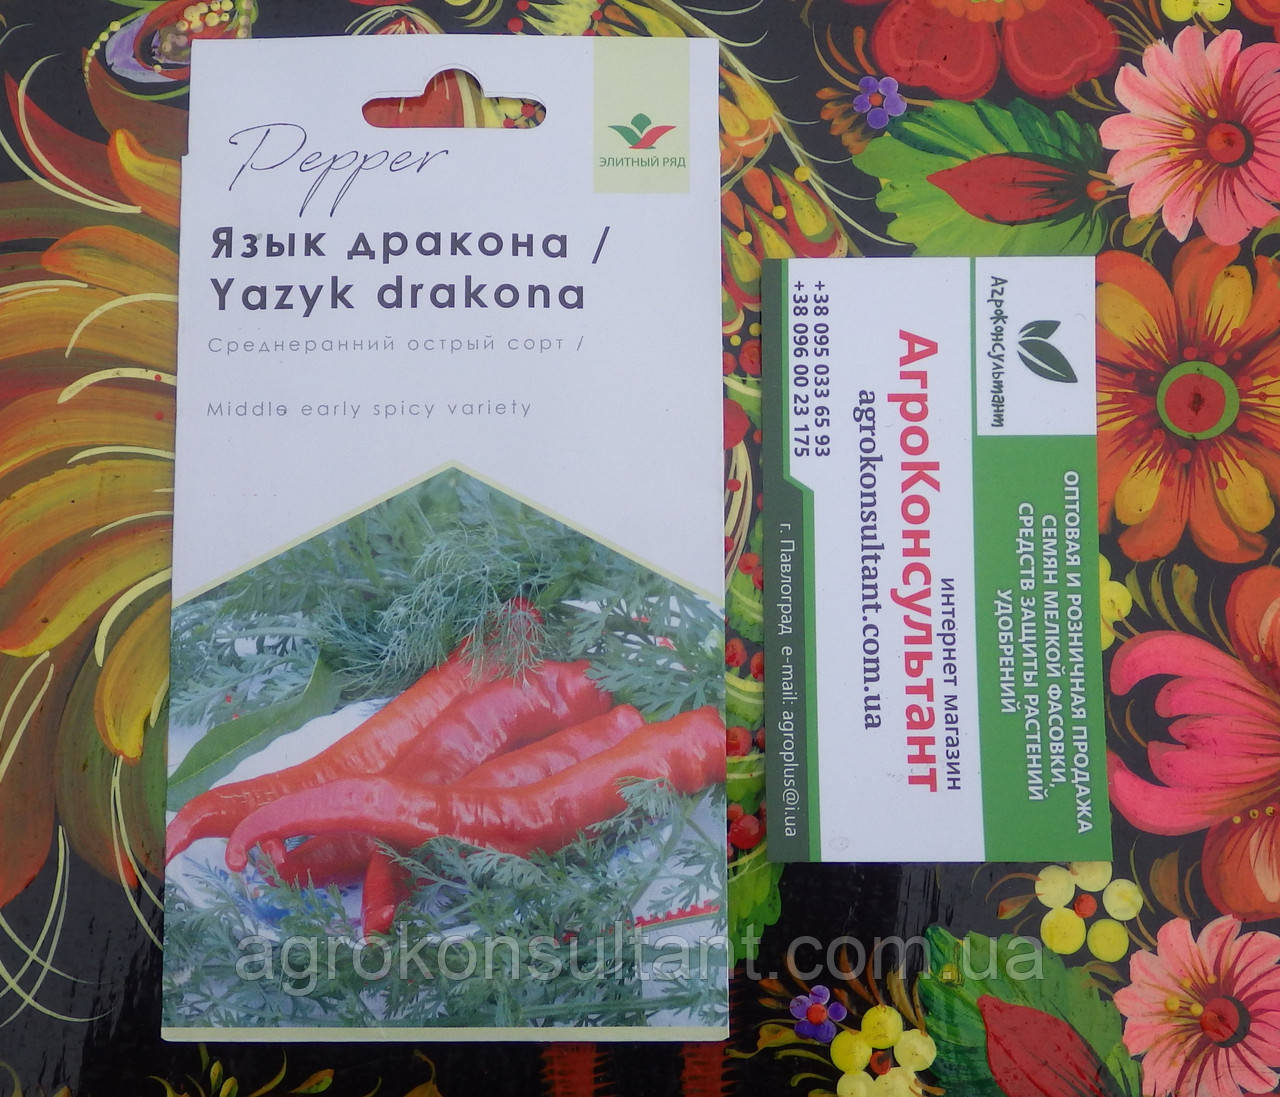 Pepper
ЭЛИТНЫЙ РЯД
Язык дракона /
Yazyk drakona
Среднеранний острый сорт /
Middle early spicy variety
АгроКонсультант
ОПТОВАЯ И РОЗНИЧНАЯ ПРОДАЖА
СЕМЯН МЕЛКОЙ ФАСОВКИ,
СРЕДСТВ ЗАЩИТЫ РАСТЕНИЙ
УДОБРЕНИЙ
интернет магазин
АгроКонсультант
agrokonsultant.com.ua
+38 095 033 65 93
+38 096 00 23 175
г. Павлоград e-mail: agroplus@i.ua
agrokonsultant.com.ua